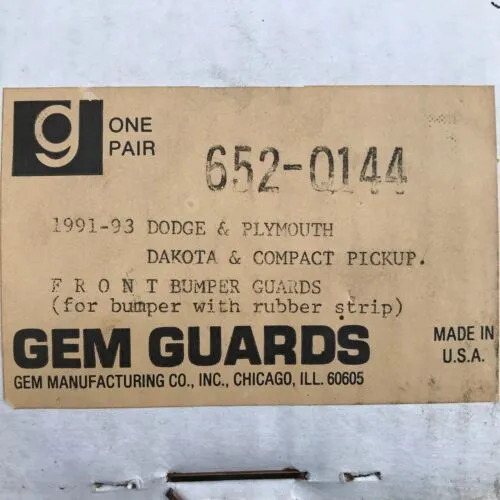 g
ONE
PAIR
652-0144
1991-93 DODGE & PLYMOUTH
DAKOTA & COMPACT PICKUP.
F R O N T BUMPER GUARDS
(for bumper with rubber strip)
GEM GUARDS
MADE IN
U.S.A.
GEM MANUFACTURING CO., INC., CHICAGO, ILL. 60605